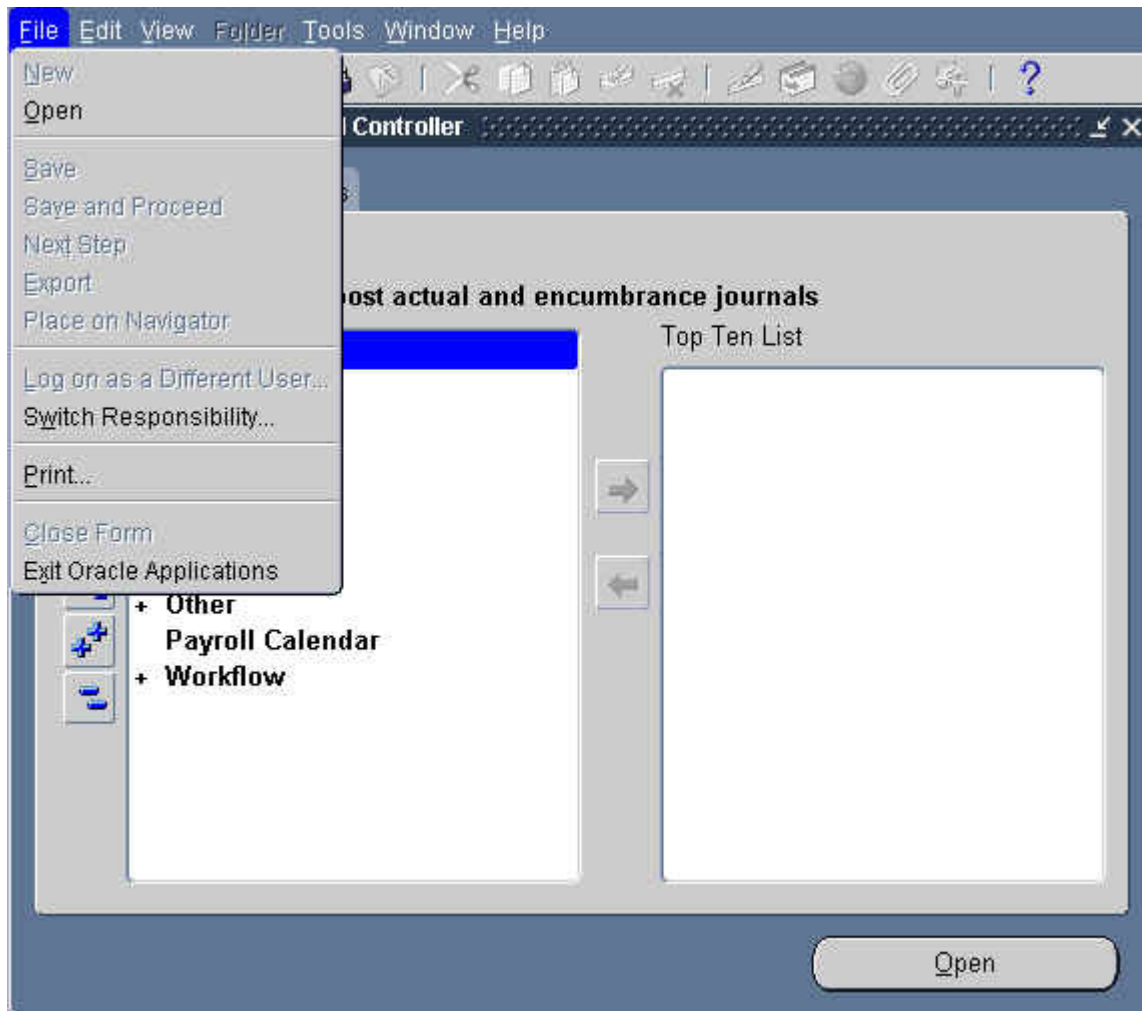 File Edit View Folder Tools Window Help
New
Open
Controller
Save
Save and Proceed
Next Step
Export
ost actual and encumbrance journals
Place on Navigator
Top Ten List
Log on as a Different User...
Switch Responsibility...
Print...
Close Form
Exit Oracle Applications
+ Other
Payroll Calendar
+ Workflow
Open